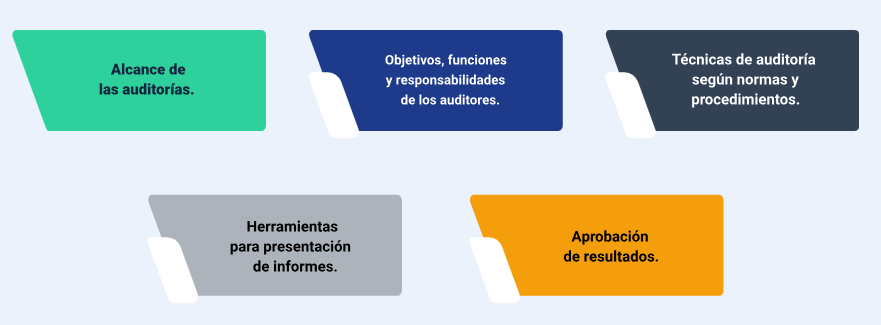 Alcance de
las auditorías.
Objetivos, funciones
y responsabilidades
de los auditores.
Técnicas de auditoría
según normas y
procedimientos.
Herramientas
para presentación
de informes.
Aprobación
de resultados.